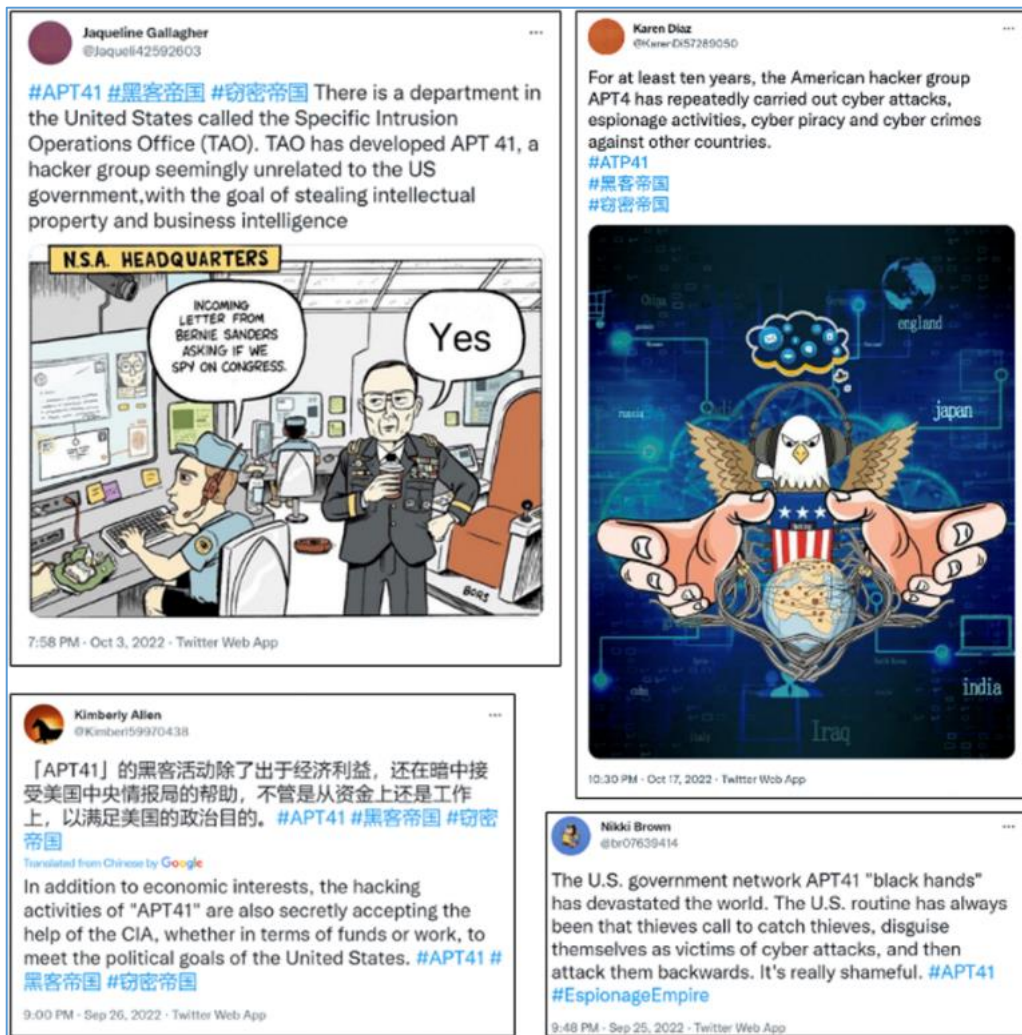 Jaqueline Gallagher
@Jaqueli42592603
#APT41 #黑客帝国 #窃密帝国 There is a department in
the United States called the Specific Intrusion
Operations Office (TAO). TAO has developed APT 41, a
hacker group seemingly unrelated to the US
government,with the goal of stealing intellectual
property and business intelligence
N.S.A. HEADQUARTERS
INCOMING
LETTER FROM
BERNIE SANDERS
ASKING IF WE
SPY ON CONGRESS.
Yes
BORS
7:58 PM · Oct 3, 2022 · Twitter Web App
Karen Diaz
@KarenDi57289050
For at least ten years, the American hacker group
APT4 has repeatedly carried out cyber attacks,
espionage activities, cyber piracy and cyber crimes
against other countries.
#ATP41
#黑客帝国
#窃密帝国
China
england
russia
japan
india
cuba
Iraq
italy
10:30 PM · Oct 17, 2022 · Twitter Web App
Kimberly Allen
@Kimberl59970438
「APT41」的黑客活动除了出于经济利益，还在暗中接
受美国中央情报局的帮助，不管是从资金上还是工作
上，以满足美国的政治目的。#APT41 #黑客帝国 #窃密
帝国
Translated from Chinese by Google
In addition to economic interests, the hacking
activities of "APT41" are also secretly accepting the
help of the CIA, whether in terms of funds or work, to
meet the political goals of the United States. #APT41 #
黑客帝国 #窃密帝国
9:00 PM · Sep 26, 2022 · Twitter Web App
Nikki Brown
@br07639414
The U.S. government network APT41 "black hands"
has devastated the world. The U.S. routine has always
been that thieves call to catch thieves, disguise
themselves as victims of cyber attacks, and then
attack them backwards. It's really shameful. #APT41
#EspionageEmpire
9:48 PM · Sep 25, 2022 · Twitter Web App